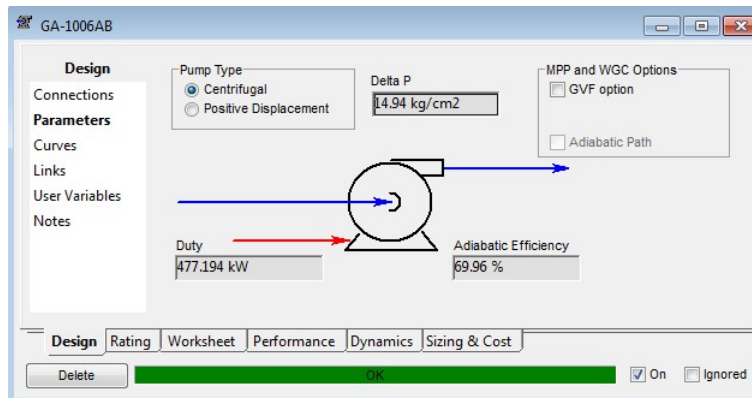 GA-1006AB
Design
Connections
Parameters
Curves
Links
User Variables
Notes
Pump Type
Centrifugal
Positive Displacement
Delta P
14.94 kg/cm2
MPP and WGC Options
GVF option
Adiabatic Path
Duty
477.194 kW
Adiabatic Efficiency
69.96 %
Design Rating Worksheet Performance Dynamics Sizing & Cost
Delete OK On Ignored